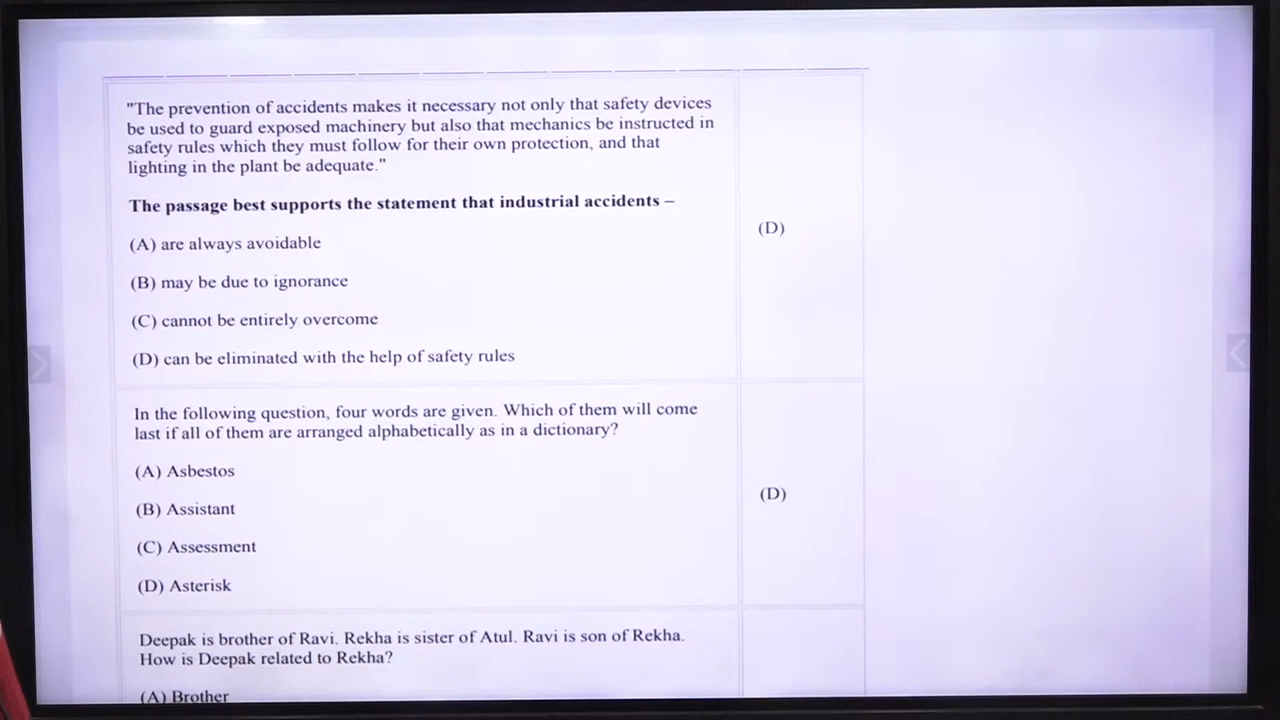 "The prevention of accidents makes it necessary not only that safety devices
be used to guard exposed machinery but also that mechanics be instructed in
safety rules which they must follow for their own protection, and that
lighting in the plant be adequate."
The passage best supports the statement that industrial accidents –
(A) are always avoidable
(B) may be due to ignorance
(C) cannot be entirely overcome
(D) can be eliminated with the help of safety rules
(D)
In the following question, four words are given. Which of them will come
last if all of them are arranged alphabetically as in a dictionary?
(A) Asbestos
(B) Assistant
(C) Assessment
(D) Asterisk
(D)
Deepak is brother of Ravi. Rekha is sister of Atul. Ravi is son of Rekha.
How is Deepak related to Rekha?
(A) Brother